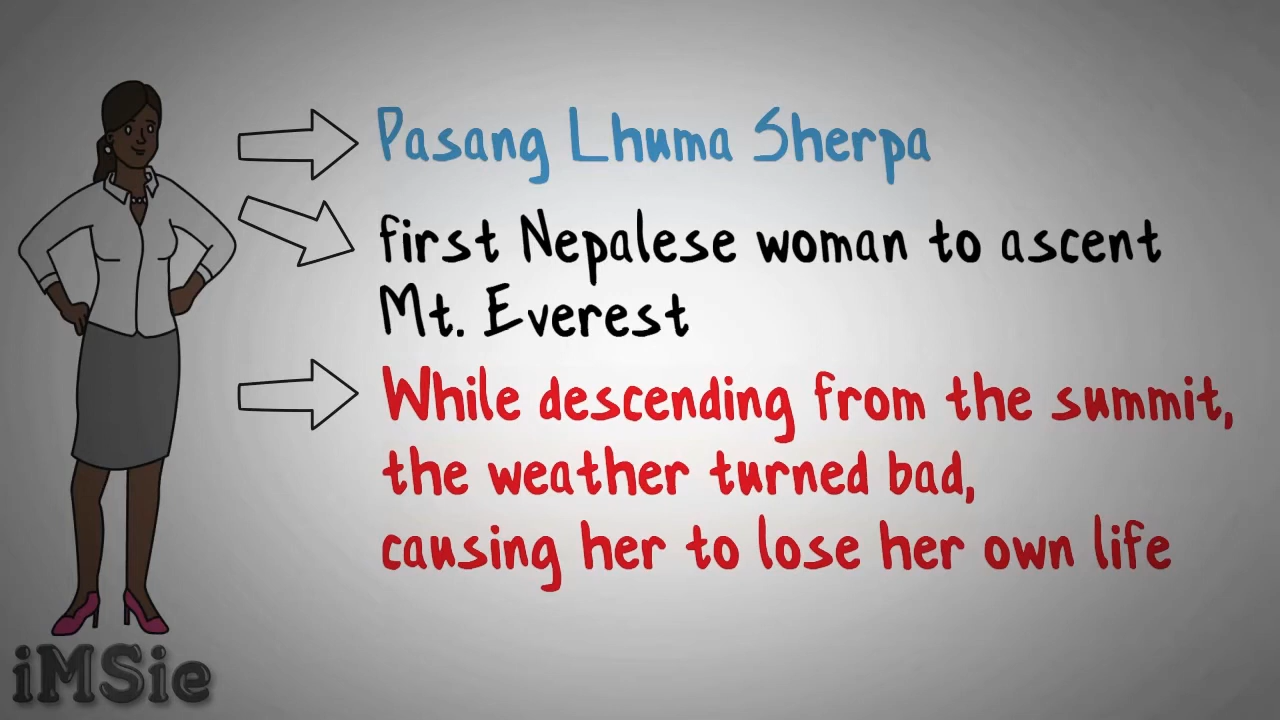 Pasang Lhuma Sherpa
first Nepalese woman to ascent
Mt. Everest
While descending from the summit,
the weather turned bad,
causing her to lose her own life
iMSie